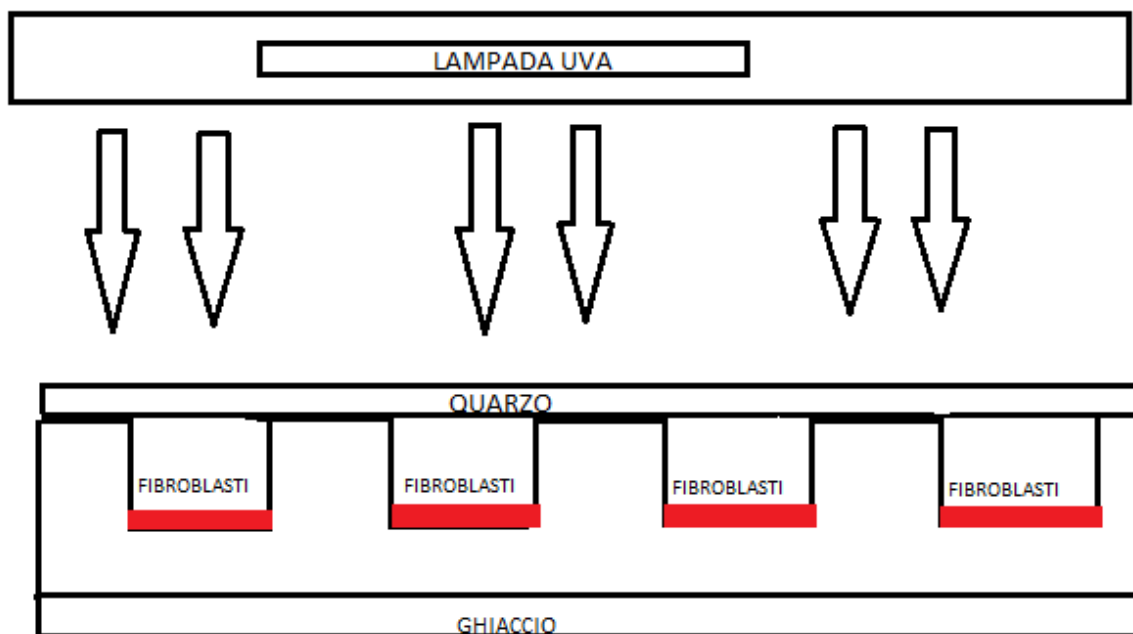 LAMPADA UVA
QUARZO
FIBROBLASTI
FIBROBLASTI
FIBROBLASTI
FIBROBLASTI
GHIACCIO